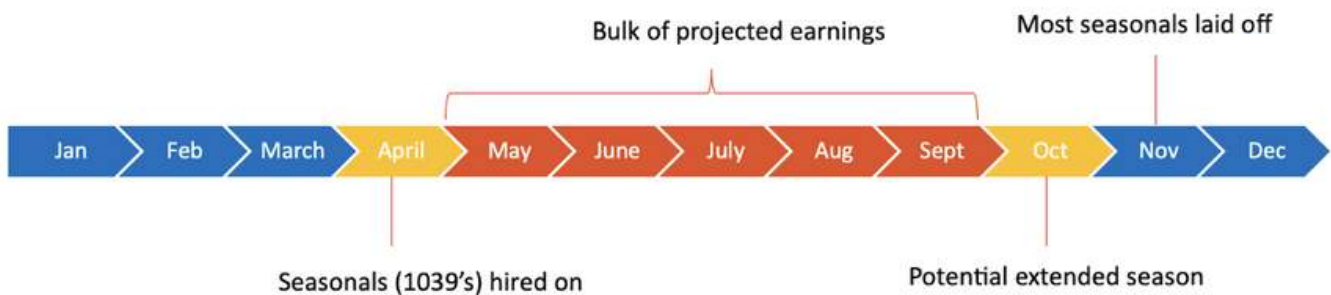 Bulk of projected earnings
Most seasonals laid off
Jan Feb March April May June July Aug Sept Oct Nov Dec
Seasonals (1039's) hired on
Potential extended season